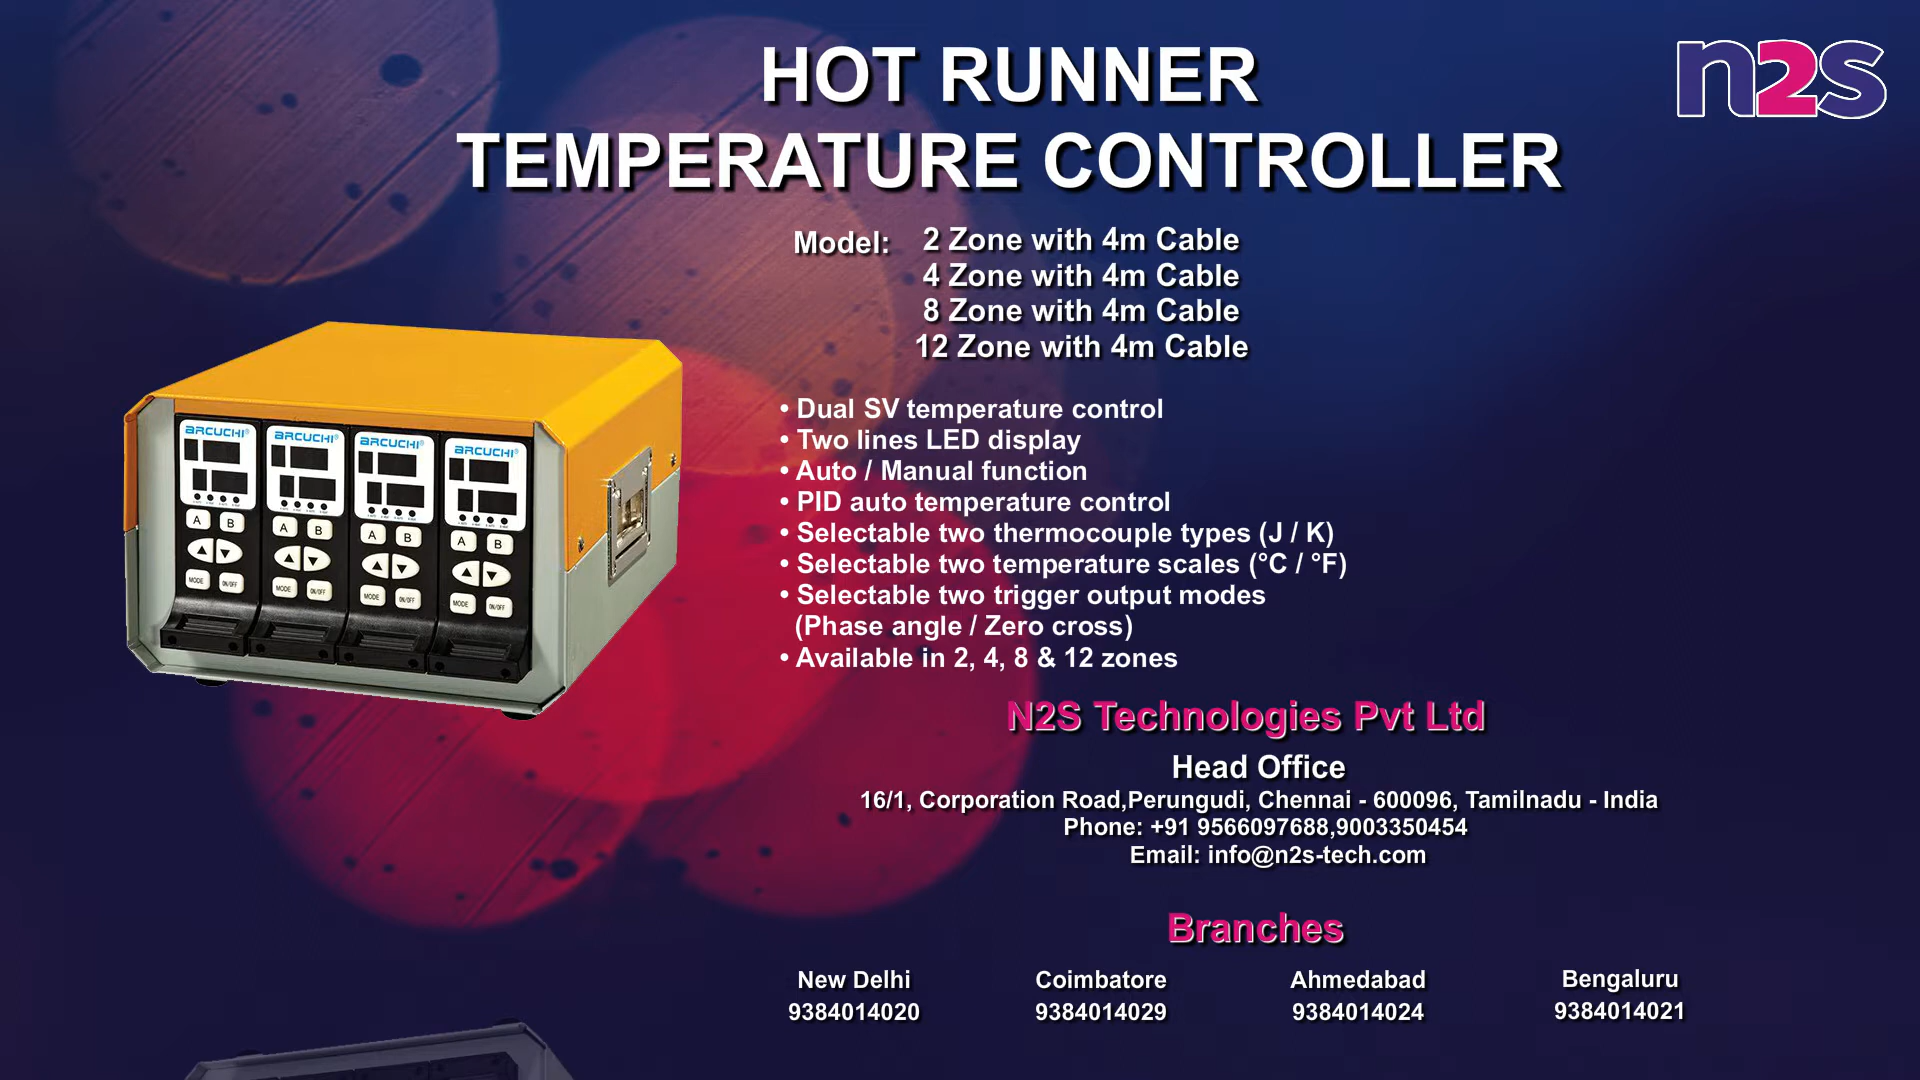 HOT RUNNER
TEMPERATURE CONTROLLER
n2s
Model: 2 Zone with 4m Cable
4 Zone with 4m Cable
8 Zone with 4m Cable
12 Zone with 4m Cable
• Dual SV temperature control
• Two lines LED display
• Auto / Manual function
• PID auto temperature control
• Selectable two thermocouple types (J / K)
• Selectable two temperature scales (°C / °F)
• Selectable two trigger output modes
(Phase angle / Zero cross)
• Available in 2, 4, 8 & 12 zones
ARCUCHI® ARCUCHI® ARCUCHI® ARCUCHI®
A B A B A B A B
MODE ON/OFF MODE ON/OFF MODE ON/OFF MODE ON/OFF
N2S Technologies Pvt Ltd
Head Office
16/1, Corporation Road,Perungudi, Chennai - 600096, Tamilnadu - India
Phone: +91 9566097688,9003350454
Email: info@n2s-tech.com
Branches
New Delhi Coimbatore Ahmedabad Bengaluru
9384014020 9384014029 9384014024 9384014021